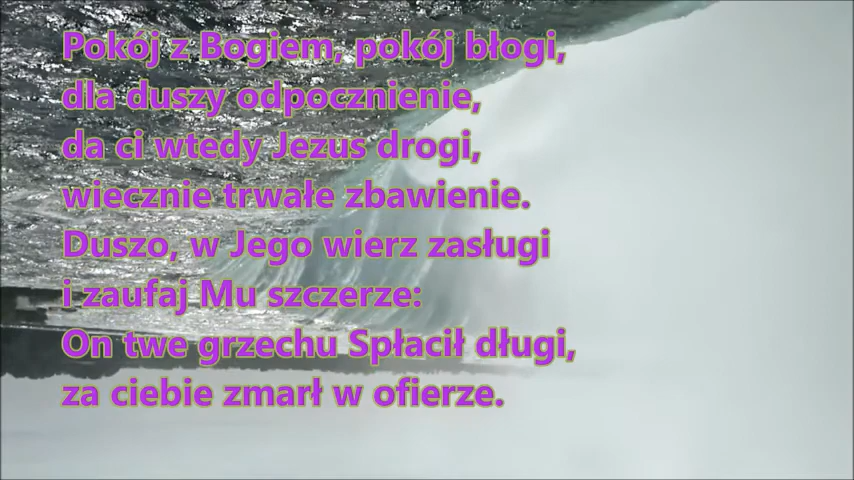 Pokój z Bogiem, pokój błogi,
dla duszy odpocznienie,
da ci wtedy Jezus drogi,
wiecznie trwałe zbawienie.
Duszo, w Jego wierz zasługi
i zaufaj Mu szczerze:
On twe grzechu Spłacił długi,
za ciebie zmarł w ofierze.